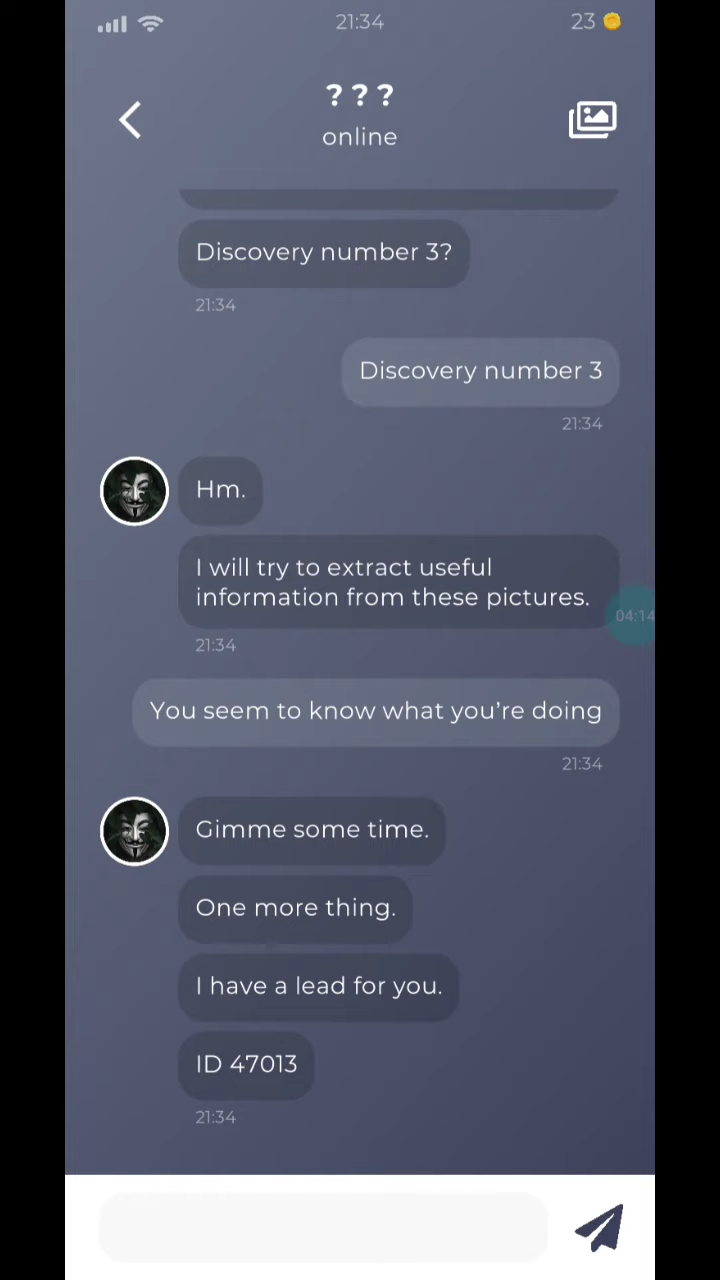 21:34
23
? ? ?
online
Discovery number 3?
21:34
Discovery number 3
21:34
Hm.
I will try to extract useful
information from these pictures.
04:14
21:34
You seem to know what you’re doing
21:34
Gimme some time.
One more thing.
I have a lead for you.
ID 47013
21:34